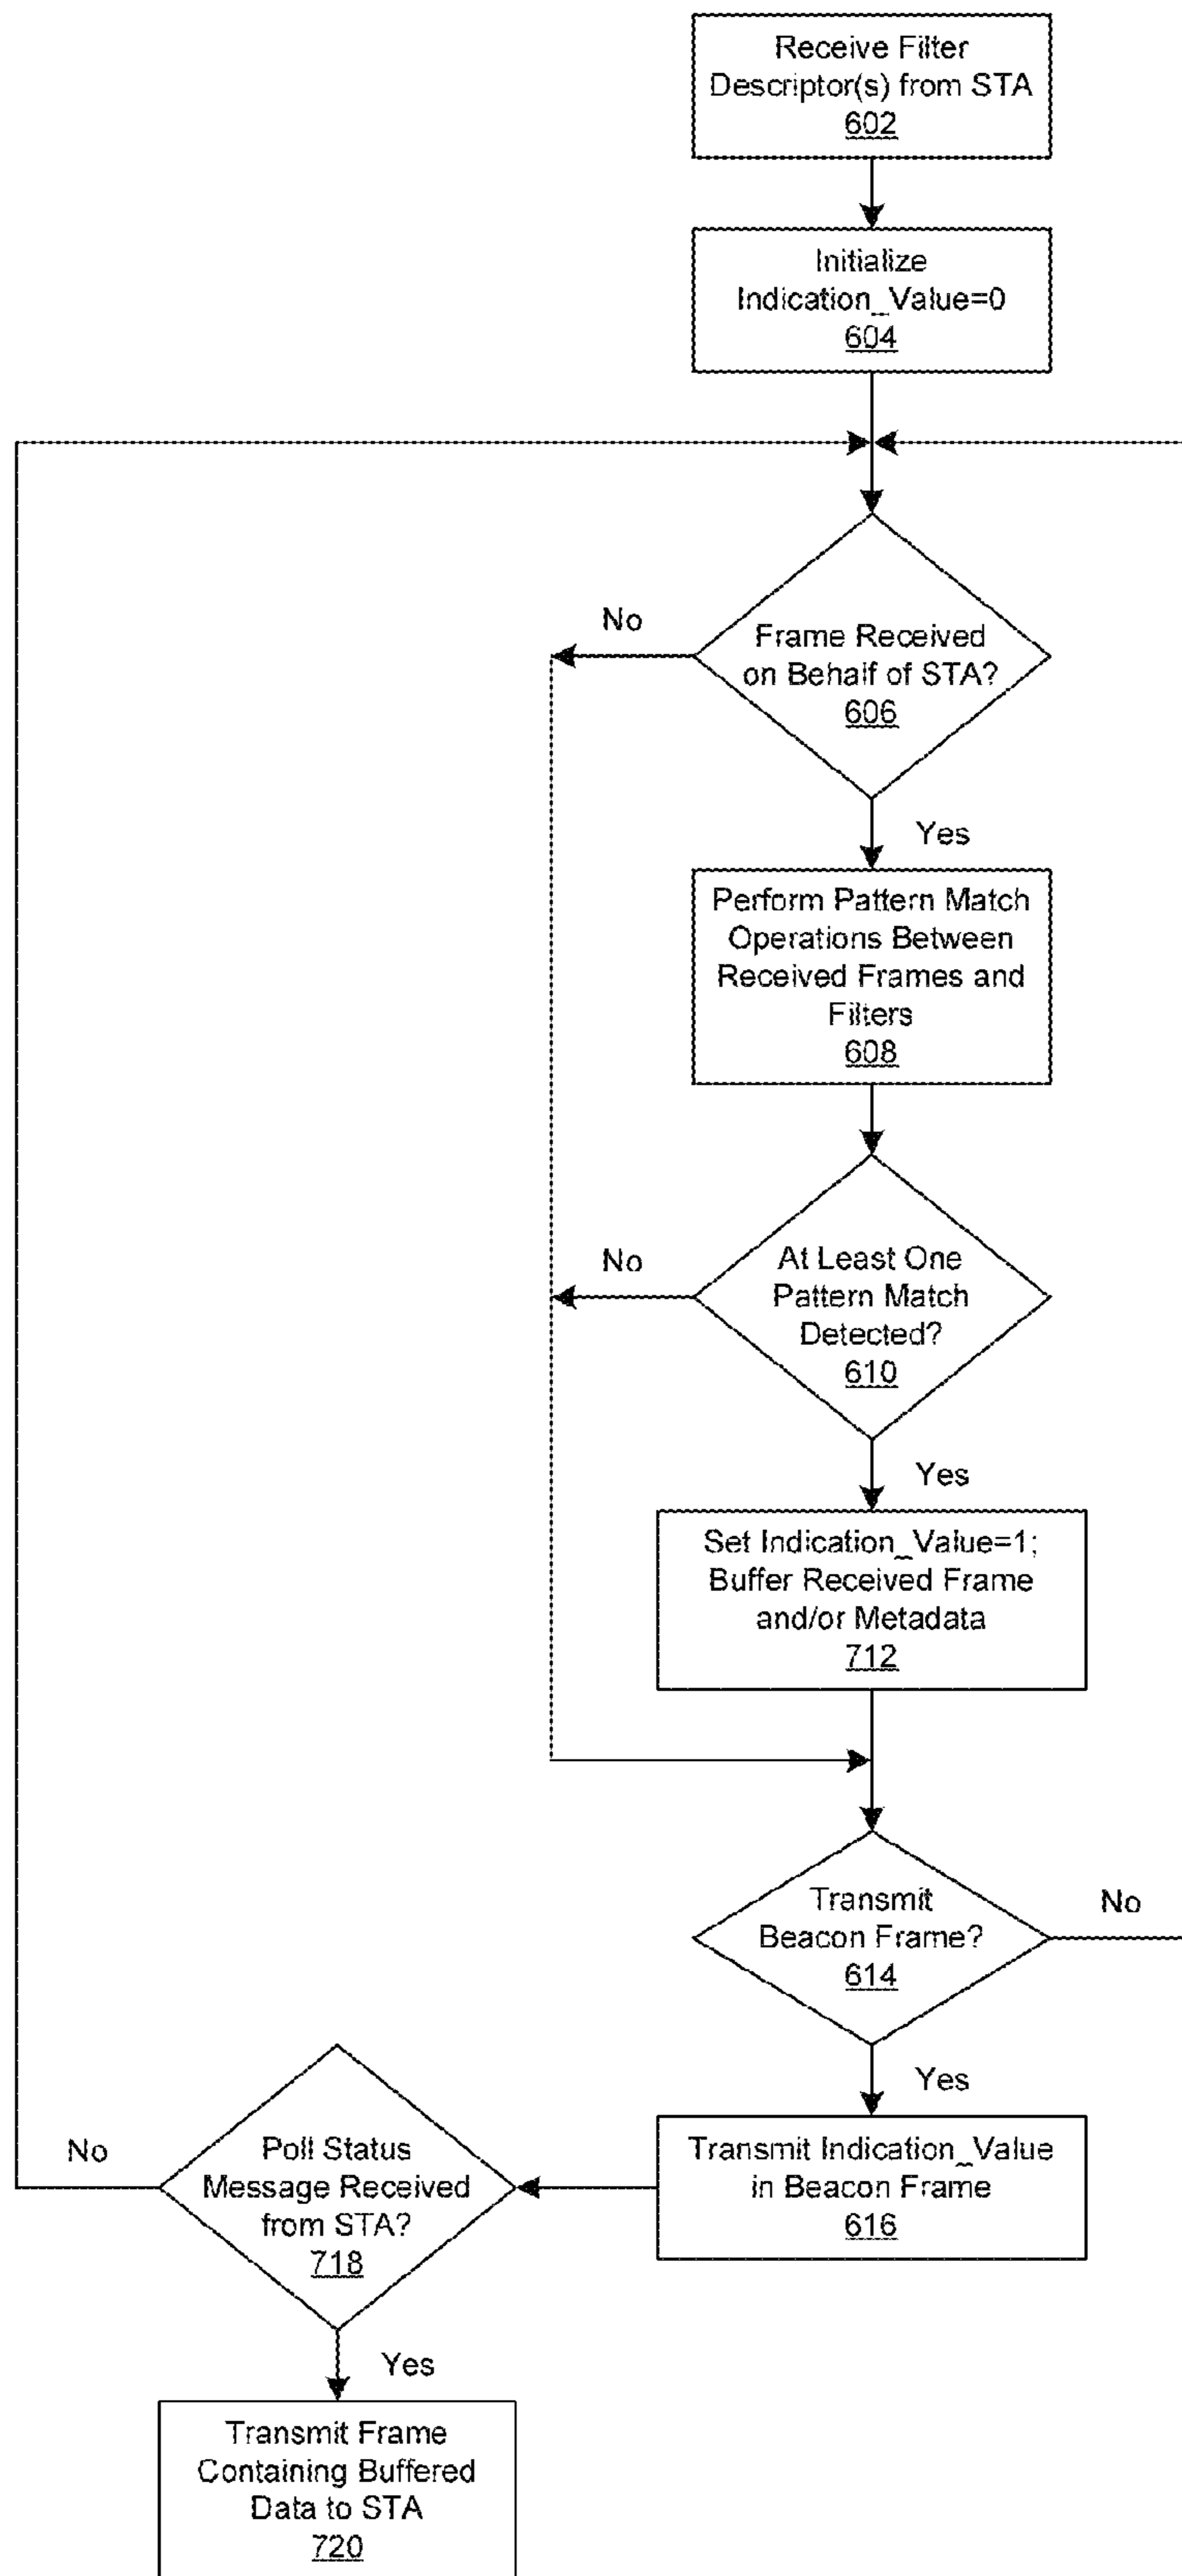 Receive Filter
Descriptor(s) from STA
602
Initialize
Indication_Value=0
604
No
Frame Received
on Behalf of STA?
606
Yes
Perform Pattern Match
Operations Between
Received Frames and
Filters
608
No
At Least One
Pattern Match
Detected?
610
Yes
Set Indication_Value=1;
Buffer Received Frame
and/or Metadata
712
Transmit
Beacon Frame?
614
No
Yes
Transmit Indication_Value
in Beacon Frame
616
No
Poll Status
Message Received
from STA?
718
Yes
Transmit Frame
Containing Buffered
Data to STA
720